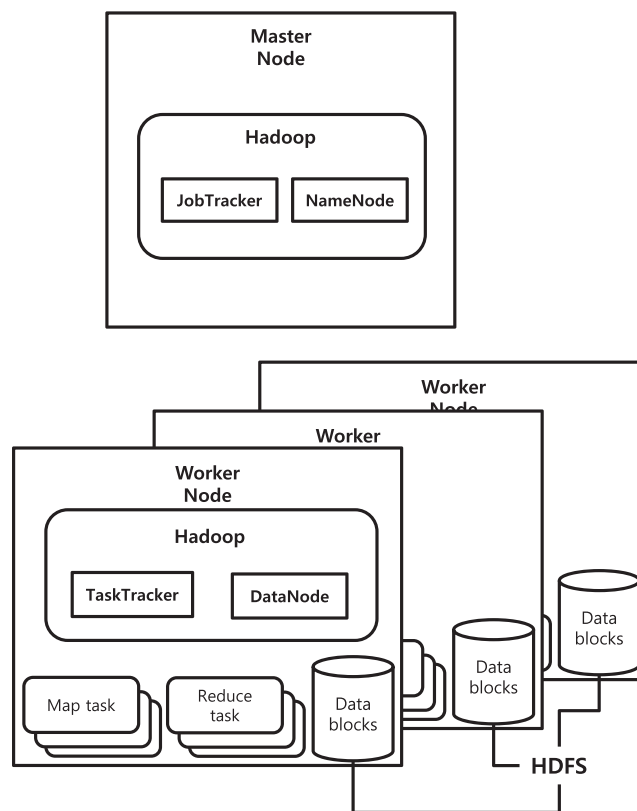 Master
Node
Hadoop
JobTracker
NameNode
Worker
Node
Worker
Worker
Node
Hadoop
TaskTracker
DataNode
Map task
Reduce
task
Data
blocks
Data
blocks
Data
blocks
HDFS